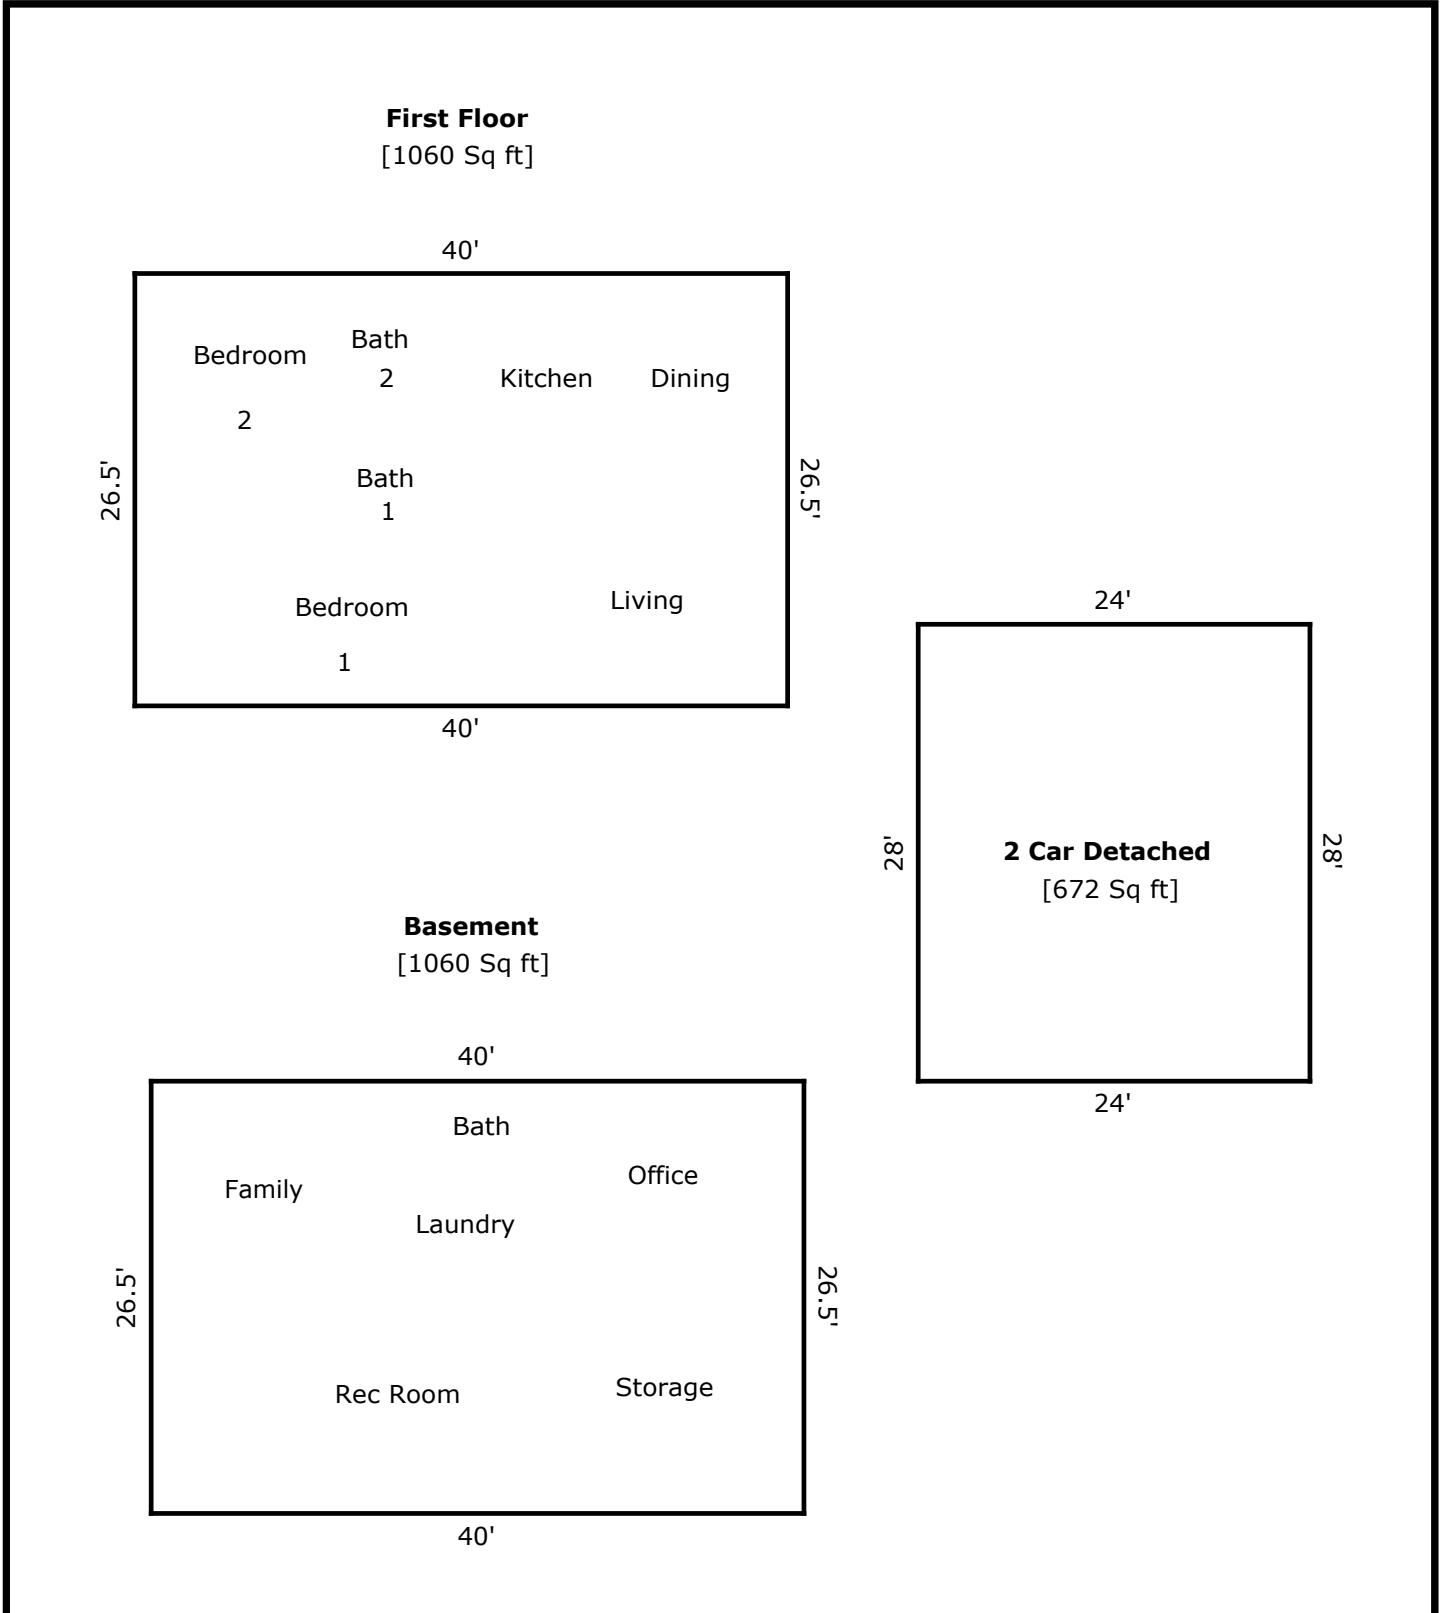 First Floor
[1060 Sq ft]
40'
Bedroom
2
Bath
2
Kitchen
Dining
26.5'
26.5'
Bath
1
Bedroom
1
Living
40'
24'
28'
28'
2 Car Detached
[672 Sq ft]
24'
Basement
[1060 Sq ft]
40'
Bath
Family
Office
Laundry
26.5'
26.5'
Rec Room
Storage
40'